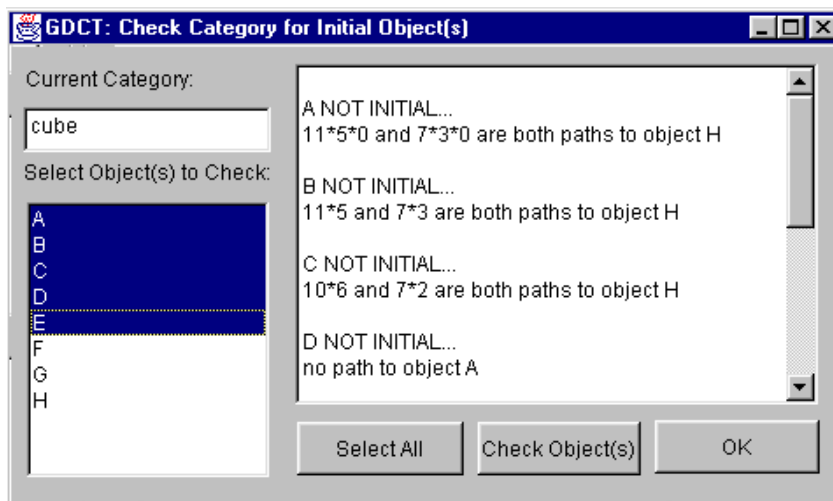 GDCT: Check Category for Initial Object(s)
Current Category:
cube
Select Object(s) to Check:
A
B
C
D
E
F
G
H
A NOT INITIAL...
11*5*0 and 7*3*0 are both paths to object H
B NOT INITIAL...
11*5 and 7*3 are both paths to object H
C NOT INITIAL...
10*6 and 7*2 are both paths to object H
D NOT INITIAL...
no path to object A
Select All
Check Object(s)
OK